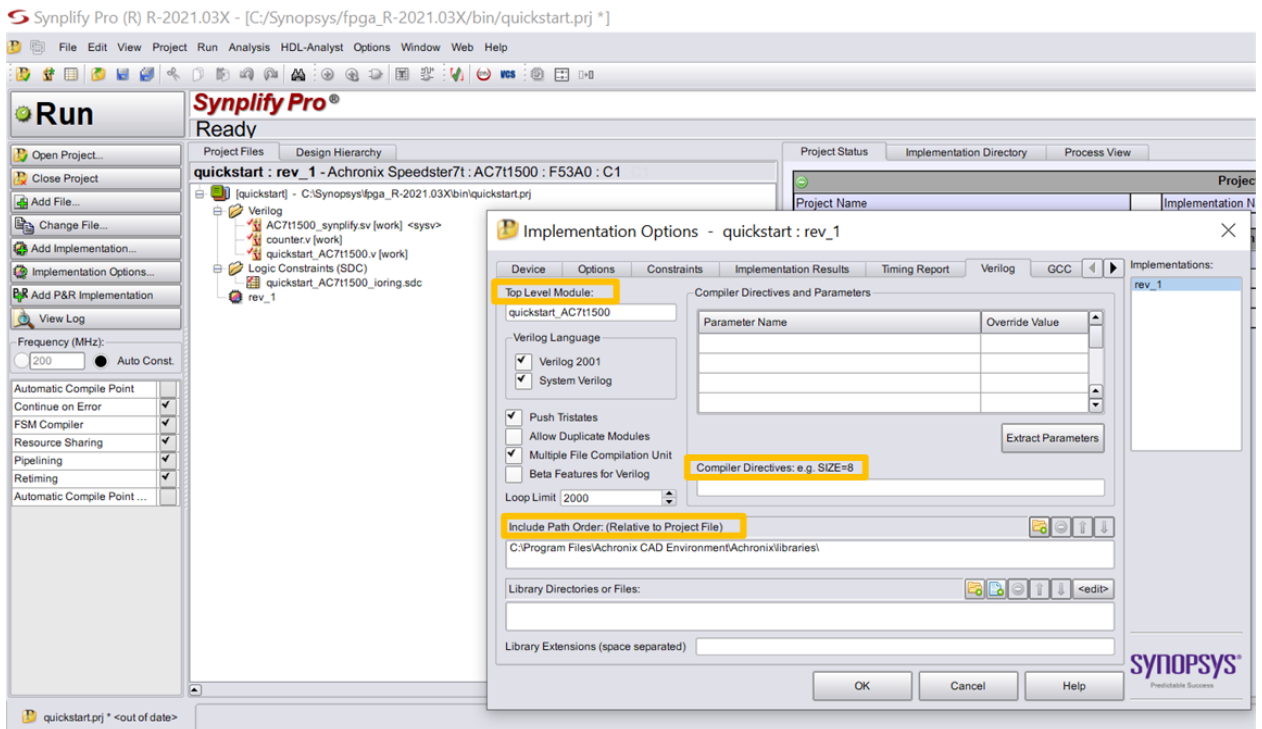 Synplify Pro (R) R-2021.03X - [C:/Synopsys/fpga_R-2021.03X/bin/quickstart.prj *]
File Edit View Project Run Analysis HDL-Analyst Options Window Web Help
VCS
Run
Synplify Pro®
Ready
Open Project...
Close Project
Add File...
Change File...
Add Implementation...
Implementation Options...
P&R Add P&R Implementation
View Log
Frequency (MHz):
200 Auto Const.
Automatic Compile Point
Continue on Error
FSM Compiler
Resource Sharing
Pipelining
Retiming
Automatic Compile Point ...
Project Files Design Hierarchy
quickstart : rev_1 - Achronix Speedster7t : AC7t1500 : F53A0 : C1
[quickstart] - C:\Synopsys\fpga_R-2021.03X\bin\quickstart.prj
Verilog
AC7t1500_synplify.sv [work] <sysv>
counter.v [work]
quickstart_AC7t1500.v [work]
Logic Constraints (SDC)
quickstart_AC7t1500_ioring.sdc
rev_1
Project Status Implementation Directory Process View
Projec
Project Name Implementation N
Implementation Options - quickstart : rev_1
Device Options Constraints Implementation Results Timing Report Verilog GCC
Implementations:
rev_1
Top Level Module:
quickstart_AC7t1500
Verilog Language
Verilog 2001
System Verilog
Push Tristates
Allow Duplicate Modules
Multiple File Compilation Unit
Beta Features for Verilog
Loop Limit 2000
Compiler Directives and Parameters
Parameter Name Override Value
Extract Parameters
Compiler Directives: e.g. SIZE=8
Include Path Order: (Relative to Project File)
C:\Program Files\Achronix CAD Environment\Achronix\libraries\
Library Directories or Files:
<edit>
Library Extensions (space separated)
OK Cancel Help
SYNOPSYS®
Predictable Success
quickstart.prj * <out of date>